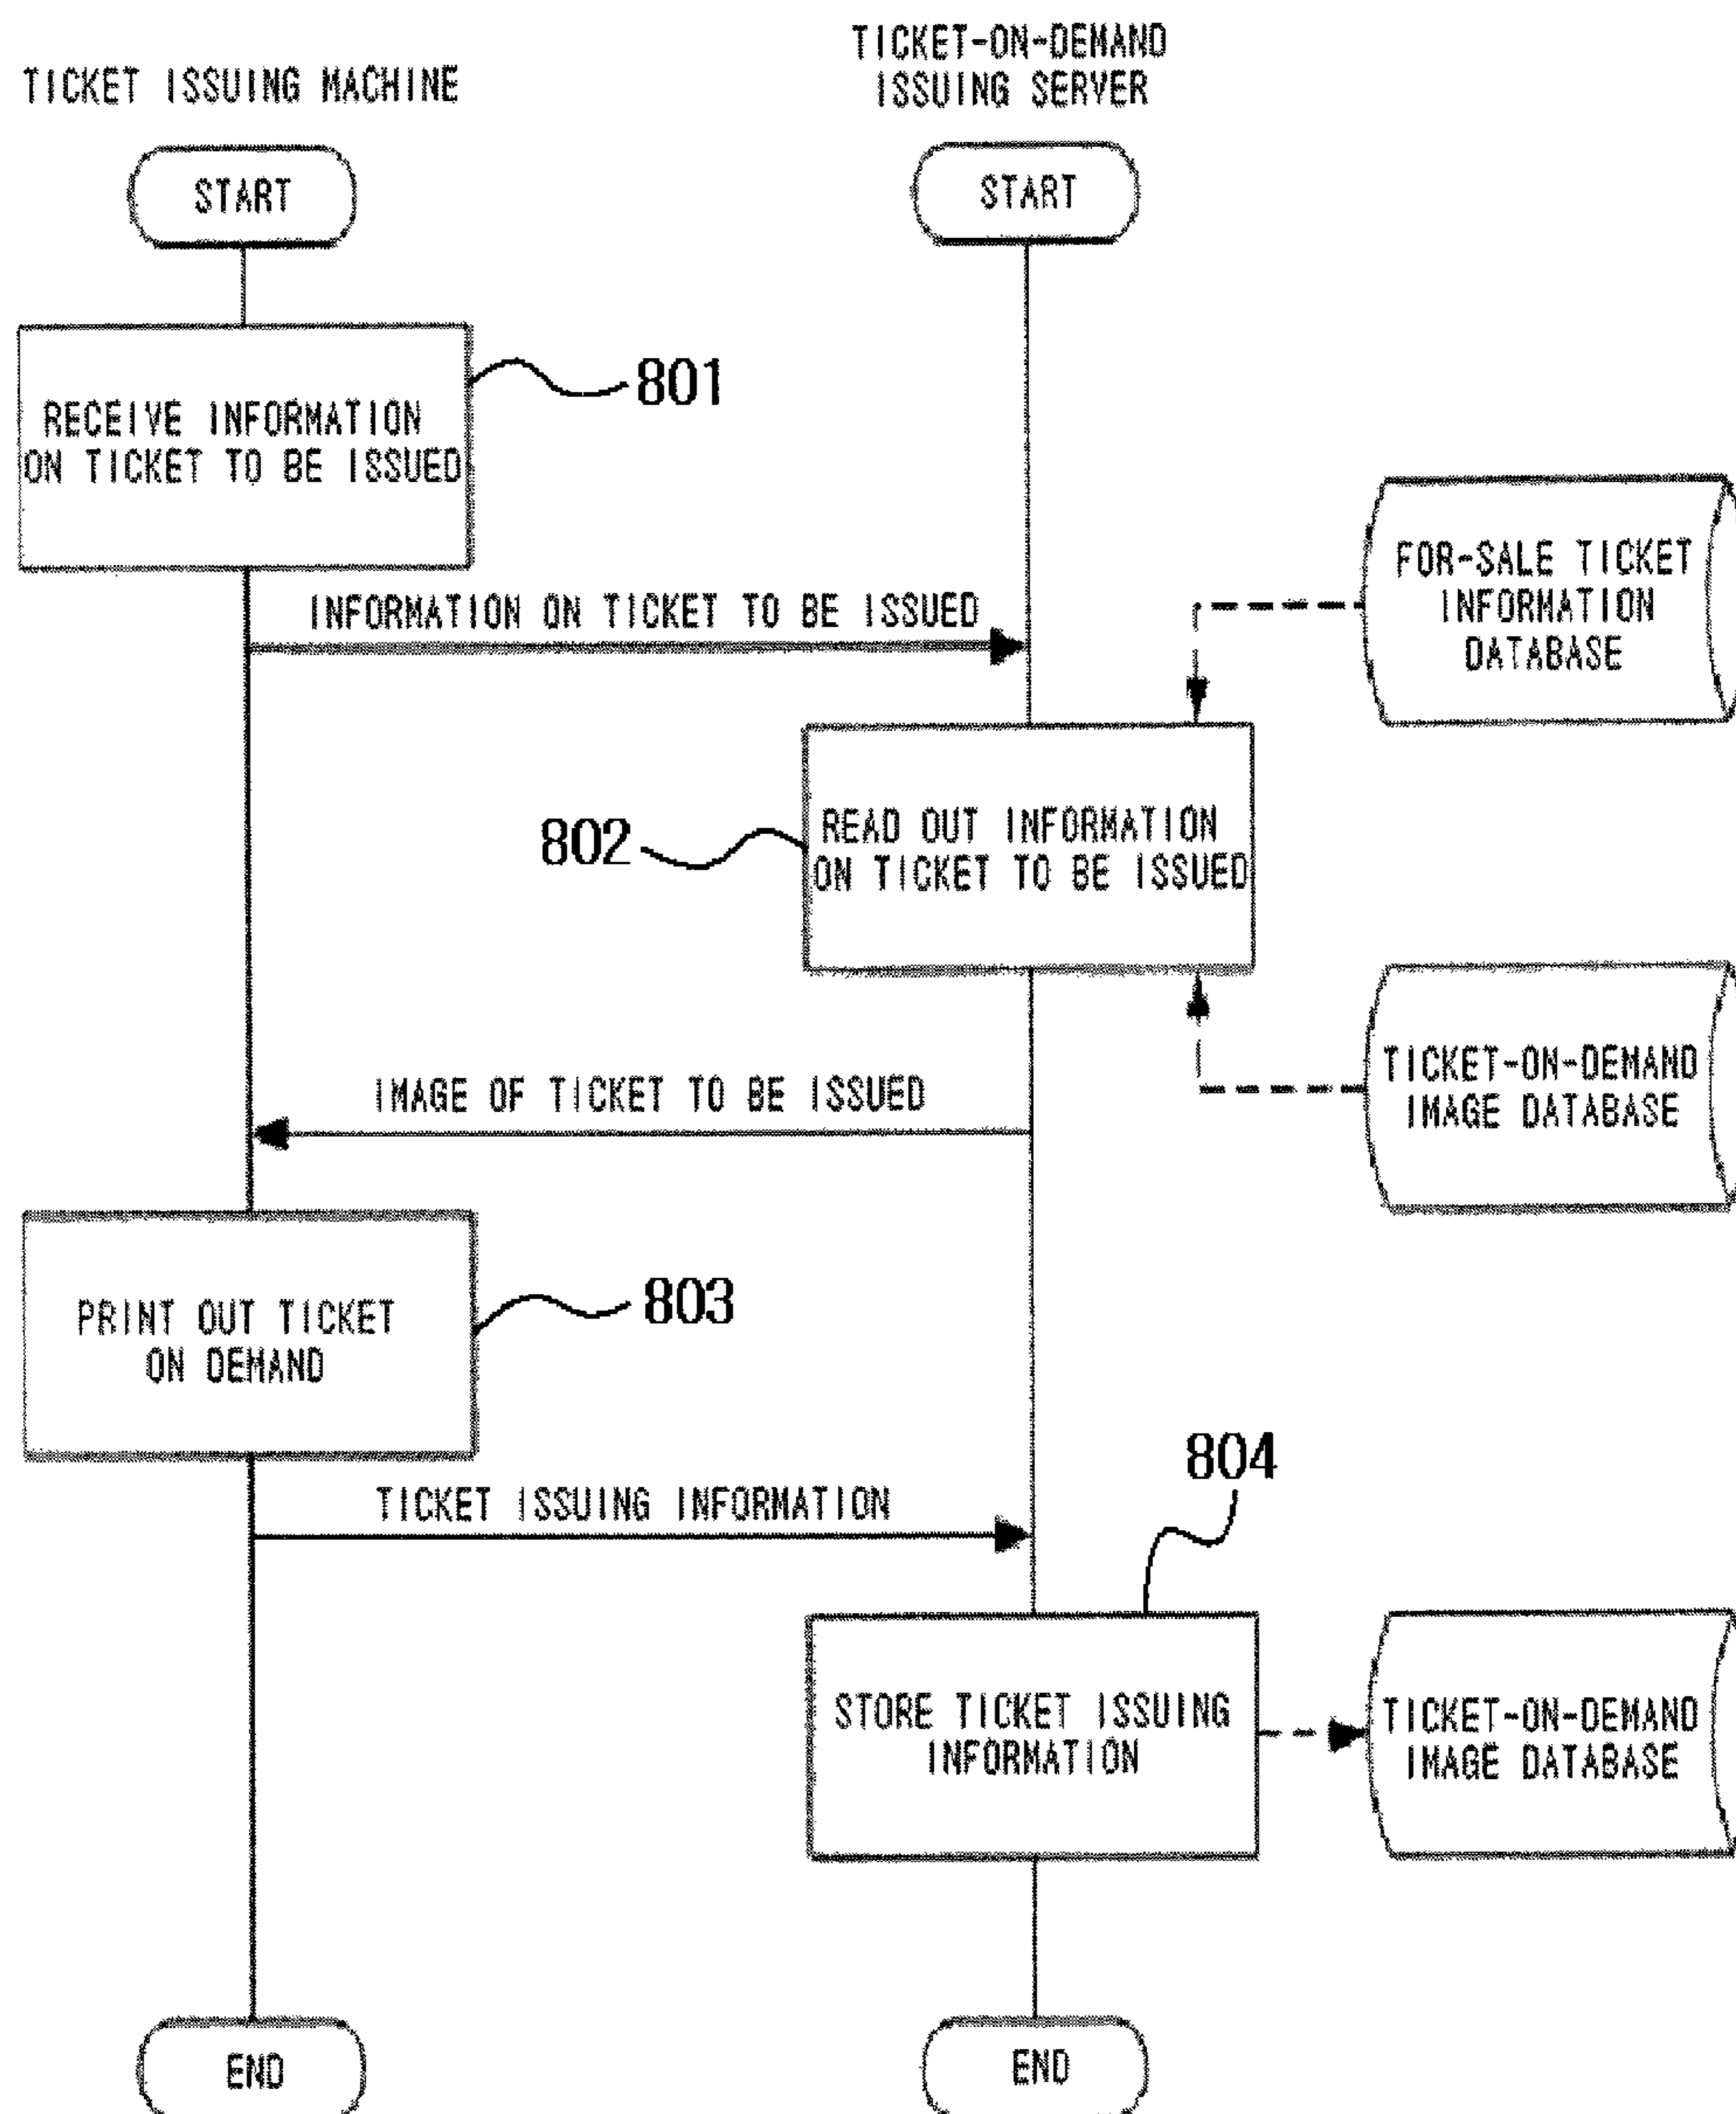 TICKET ISSUING MACHINE
TICKET-ON-DEMAND
ISSUING SERVER
START
START
RECEIVE INFORMATION
ON TICKET TO BE ISSUED
801
INFORMATION ON TICKET TO BE ISSUED
FOR-SALE TICKET
INFORMATION
DATABASE
802
READ OUT INFORMATION
ON TICKET TO BE ISSUED
IMAGE OF TICKET TO BE ISSUED
TICKET-ON-DEMAND
IMAGE DATABASE
PRINT OUT TICKET
ON DEMAND
803
TICKET ISSUING INFORMATION
804
STORE TICKET ISSUING
INFORMATION
TICKET-ON-DEMAND
IMAGE DATABASE
END
END